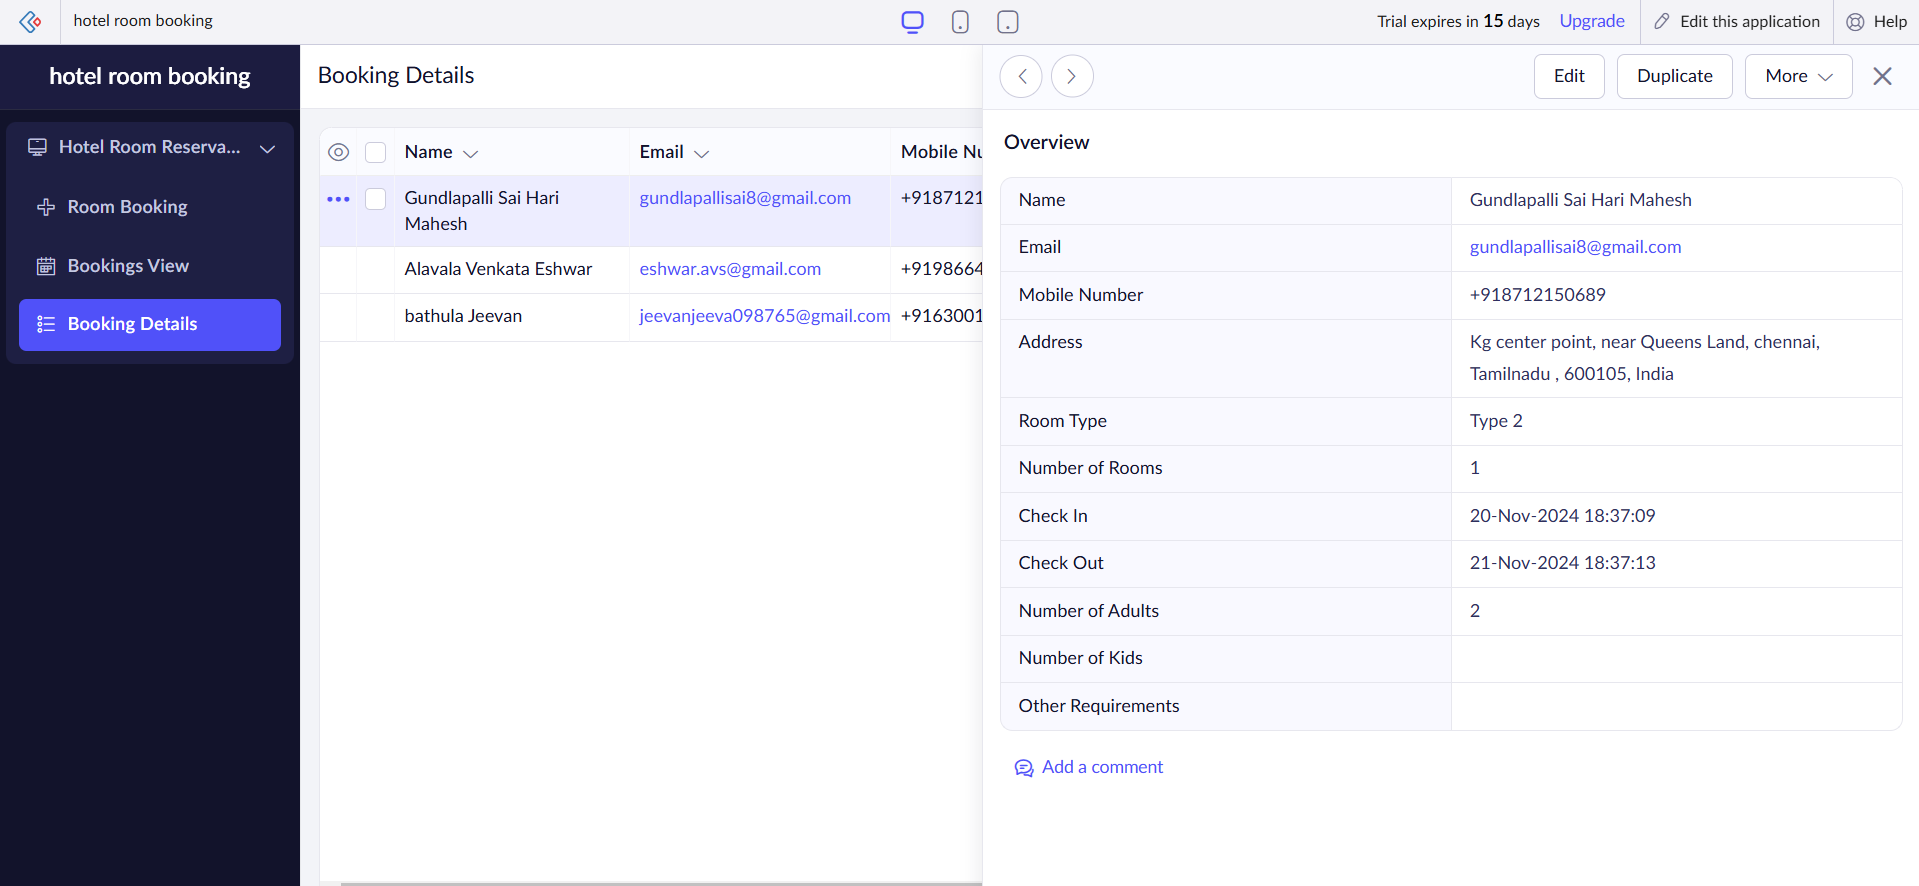 hotel room booking
Trial expires in 15 days Upgrade Edit this application Help
hotel room booking
Hotel Room Reserva...
Room Booking
Bookings View
Booking Details
Booking Details
Name Email Mobile Nu
Gundlapalli Sai Hari Mahesh gundlapallisai8@gmail.com +9187121
Alavala Venkata Eshwar eshwar.avs@gmail.com +9198664
bathula Jeevan jeevanjeeva098765@gmail.com +9163001
Edit Duplicate More
Overview
Name Gundlapalli Sai Hari Mahesh
Email gundlapallisai8@gmail.com
Mobile Number +918712150689
Address Kg center point, near Queens Land, chennai,
Tamilnadu , 600105, India
Room Type Type 2
Number of Rooms 1
Check In 20-Nov-2024 18:37:09
Check Out 21-Nov-2024 18:37:13
Number of Adults 2
Number of Kids
Other Requirements
Add a comment